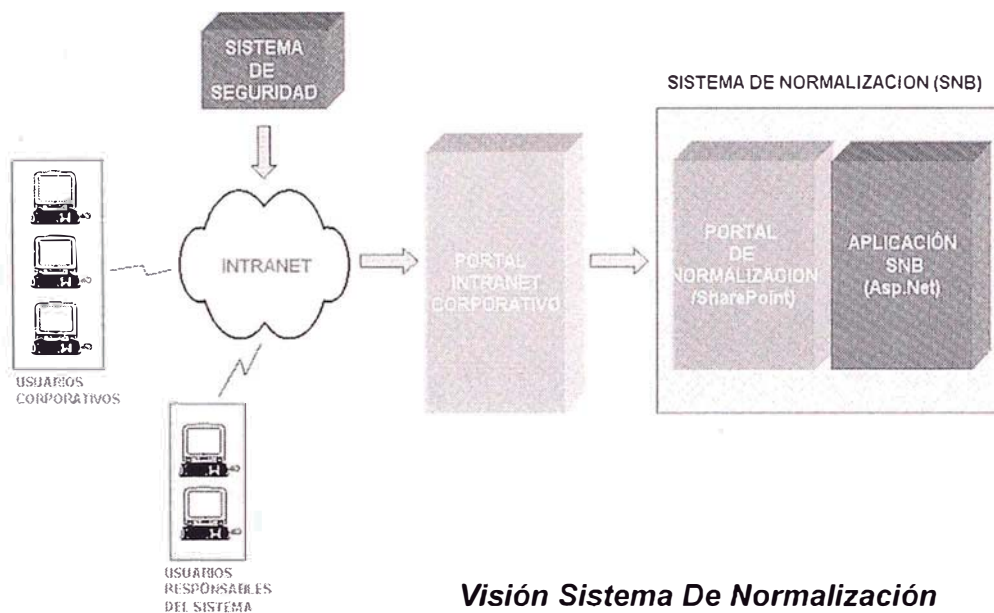 SISTEMA
DE
SEGURIDAD
SISTEMA DE NORMALIZACION (SNB)
INTRANET
PORTAL
INTRANET
CORPORATIVO
PORTAL
DE
NORMALIZACION
/SharePoint)
APLICACIÓN
SNB
(Asp.Net)
USUARIOS
CORPORATIVOS
USUARIOS
RESPONSABLES
DEL SISTEMA
Visión Sistema De Normalización